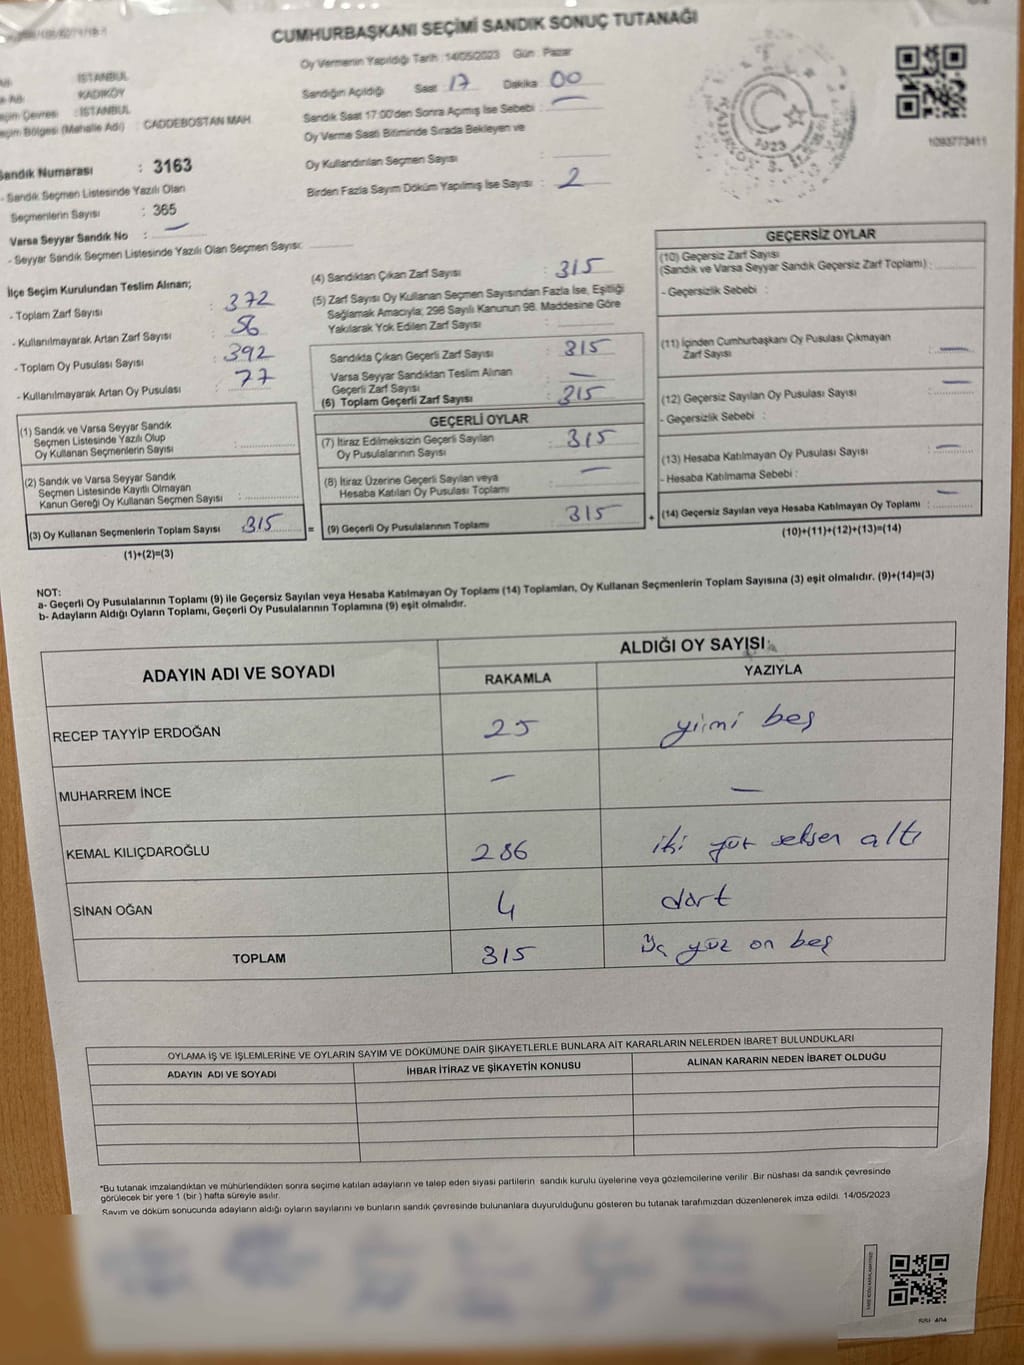 CUMHURBAŞKANI SEÇİMİ SANDIK SONUÇ TUTANAĞI
Oy Vermenin Yapıldığı Tarih : 14/05/2023 Gün : Pazar
İSTANBUL
KADIKÖY
: İSTANBUL
(Mahalle Adı) : CADDEBOSTAN MAH.
Sandığın Açıldığı Saat : 17 Dakika : 00
Sandık Saat 17:00'den Sonra Açımış İse Sebebi : —
Oy Verme Saati Bitiminde Sırada Bekleyen ve
Oy Kullandırılan Seçmen Sayısı :
Birden Fazla Sayım Döküm Yapılmış İse Sayısı : 2
1093773411
Sandık Numarası : 3163
- Sandık Seçmen Listesinde Yazılı Olan
Seçmenlerin Sayısı : 365
Varsa Seyyar Sandık No : —
- Seyyar Sandık Seçmen Listesinde Yazılı Olan Seçmen Sayısı:
İlçe Seçim Kurulundan Teslim Alınan;
- Toplam Zarf Sayısı : 372
- Kullanılmayarak Artan Zarf Sayısı : 56
- Toplam Oy Pusulası Sayısı : 392
- Kullanılmayarak Artan Oy Pusulası : 77
(1) Sandık ve Varsa Seyyar Sandık
Seçmen Listesinde Yazılı Olup
Oy Kullanan Seçmenlerin Sayısı :
(2) Sandık ve Varsa Seyyar Sandık
Seçmen Listesinde Kayıtlı Olmayan
Kanun Gereği Oy Kullanan Seçmen Sayısı :
(3) Oy Kullanan Seçmenlerin Toplam Sayısı : 315 =
(1)+(2)=(3)
(4) Sandıktan Çıkan Zarf Sayısı : 315
(5) Zarf Sayısı Oy Kullanan Seçmen Sayısından Fazla İse, Eşitliği
Sağlamak Amacıyla; 298 Sayılı Kanunun 98. Maddesine Göre
Yakılarak Yok Edilen Zarf Sayısı :
Sandıkta Çıkan Geçerli Zarf Sayısı : 315
Varsa Seyyar Sandıktan Teslim Alınan
Geçerli Zarf Sayısı : —
(6) Toplam Geçerli Zarf Sayısı : 315
GEÇERLİ OYLAR
(7) İtiraz Edilmeksizin Geçerli Sayılan
Oy Pusulalarının Sayısı : 315
(8) İtiraz Üzerine Geçerli Sayılan veya
Hesaba Katılan Oy Pusulası Toplamı : —
(9) Geçerli Oy Pusulalarının Toplamı : 315 +
GEÇERSİZ OYLAR
(10) Geçersiz Zarf Sayısı
(Sandık ve Varsa Seyyar Sandık Geçersiz Zarf Toplamı) :
- Geçersizlik Sebebi :
(11) İçinden Cumhurbaşkanı Oy Pusulası Çıkmayan
Zarf Sayısı : —
(12) Geçersiz Sayılan Oy Pusulası Sayısı : —
- Geçersizlik Sebebi :
(13) Hesaba Katılmayan Oy Pusulası Sayısı : —
- Hesaba Katılmama Sebebi :
(14) Geçersiz Sayılan veya Hesaba Katılmayan Oy Toplamı : —
(10)+(11)+(12)+(13)=(14)
NOT:
a- Geçerli Oy Pusulalarının Toplamı (9) ile Geçersiz Sayılan veya Hesaba Katılmayan Oy Toplamı (14) Toplamları, Oy Kullanan Seçmenlerin Toplam Sayısına (3) eşit olmalıdır. (9)+(14)=(3)
b- Adayların Aldığı Oyların Toplamı, Geçerli Oy Pusulalarının Toplamına (9) eşit olmalıdır.
ADAYIN ADI VE SOYADI
ALDIĞI OY SAYISI
RAKAMLA YAZIYLA
RECEP TAYYİP ERDOĞAN 25 yirmi beş
MUHARREM İNCE — —
KEMAL KILIÇDAROĞLU 286 iki yüz seksen altı
SİNAN OĞAN 4 dört
TOPLAM 315 üç yüz on beş
OYLAMA İŞ VE İŞLEMLERİNE VE OYLARIN SAYIM VE DÖKÜMÜNE DAİR ŞİKAYETLERLE BUNLARA AİT KARARLARIN NELERDEN İBARET BULUNDUKLARI
ADAYIN ADI VE SOYADI İHBAR İTİRAZ VE ŞİKAYETİN KONUSU ALINAN KARARIN NEDEN İBARET OLDUĞU
*Bu tutanak imzalandıktan ve mühürlendikten sonra seçime katılan adayların ve talep eden siyasi partilerin sandık kurulu üyelerine veya gözlemcilerine verilir. Bir nüshası da sandık çevresinde
görülecek bir yere 1 (bir) hafta süreyle asılır.
Sayım ve döküm sonucunda adayların aldığı oyların sayılarını ve bunların sandık çevresinde bulunanlara duyurulduğunu gösteren bu tutanak tarafımızdan düzenlenerek imza edildi. 14/05/2023